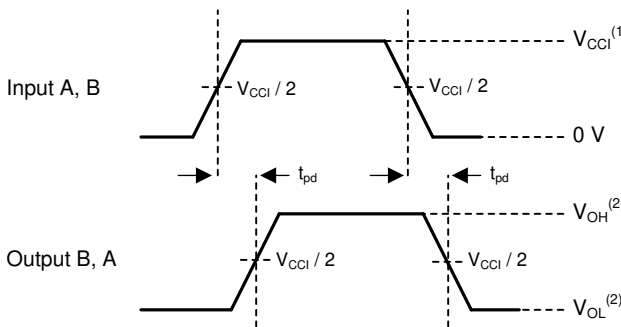 V_CCI^(1
Input A, B
V_CCI / 2
V_CCI / 2
0 V
t_pd
t_pd
V_OH^(2
Output B, A
V_CCI / 2
V_CCI / 2
V_OL^(2)